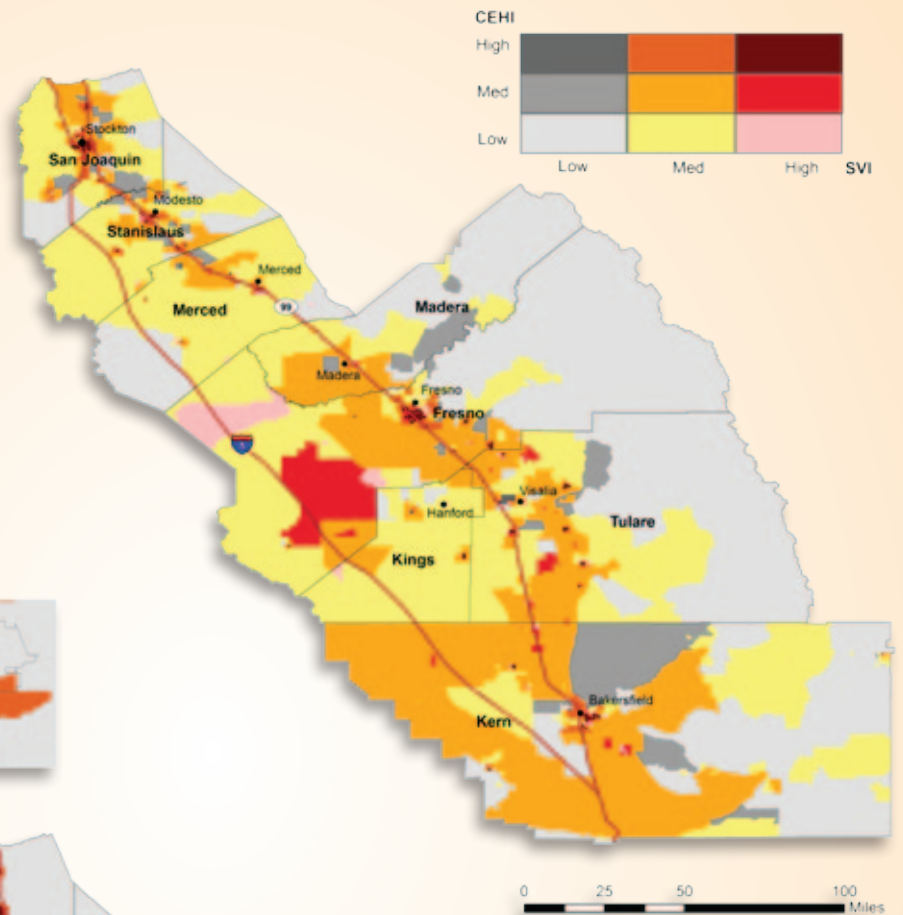 CEHI
High
Med
Low
Low Med High SVI
Stockton
San Joaquin
Modesto
Stanislaus
Merced
Merced
99
Madera
Madera
Fresno
Fresno
5
Visalia
Hanford
Tulare
Kings
Bakersfield
Kern
0 25 50 100
Miles